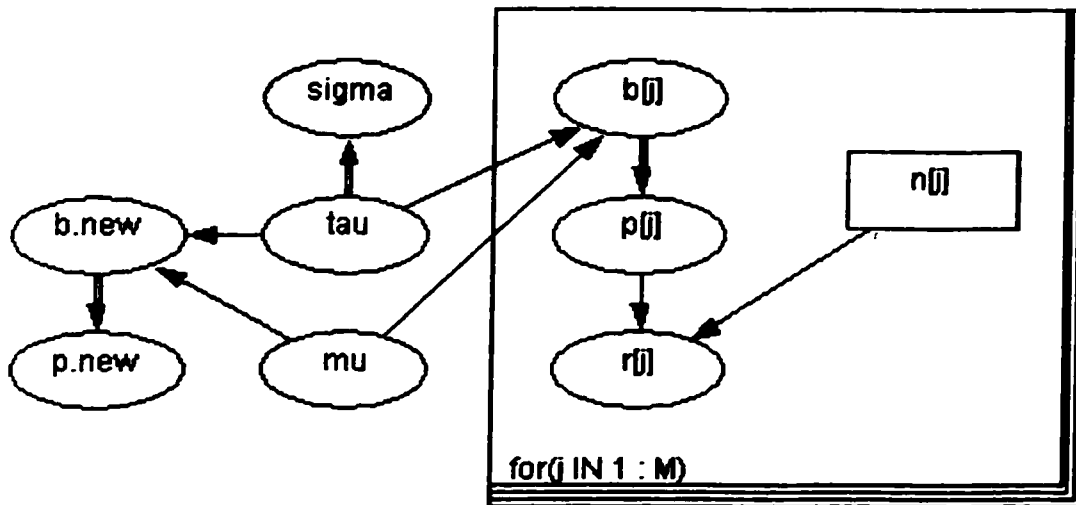 sigma
b[j]
n[j]
b.new
tau
p[j]
p.new
mu
r[j]
for(j IN 1 : M)